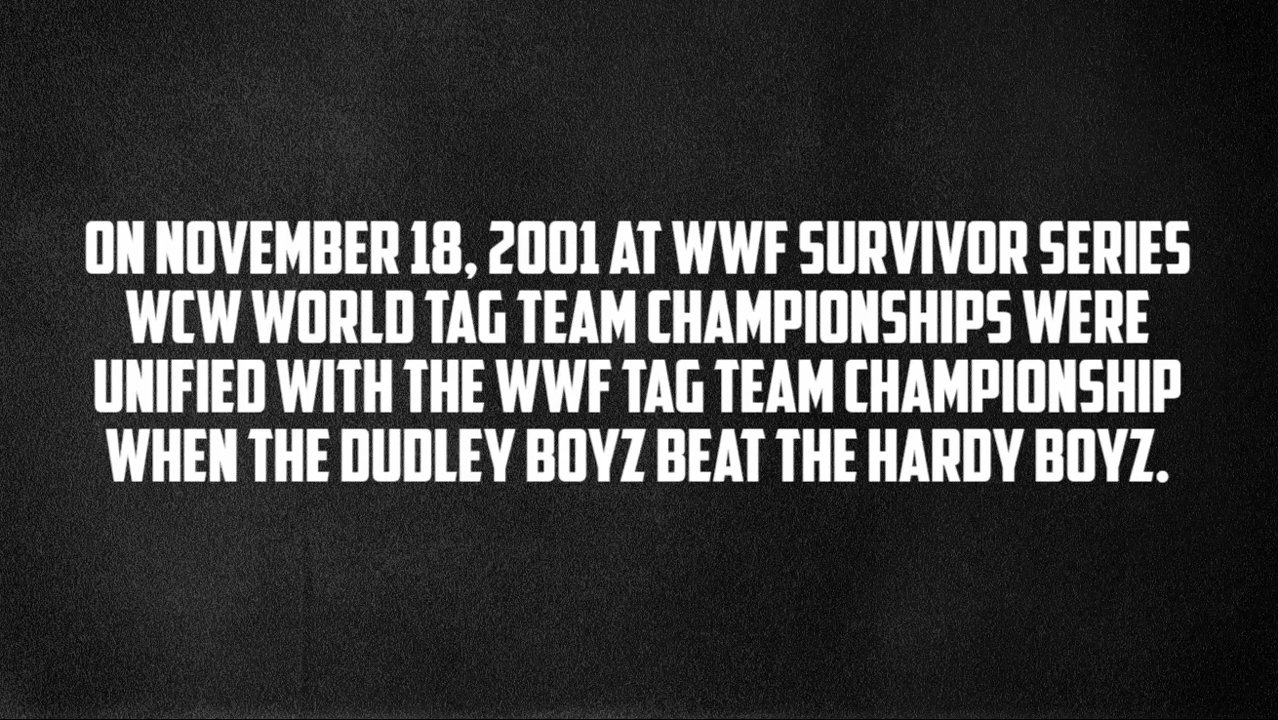 ON NOVEMBER 18, 2001 AT WWF SURVIVOR SERIES
WCW WORLD TAG TEAM CHAMPIONSHIPS WERE
UNIFIED WITH THE WWF TAG TEAM CHAMPIONSHIP
WHEN THE DUDLEY BOYZ BEAT THE HARDY BOYZ.